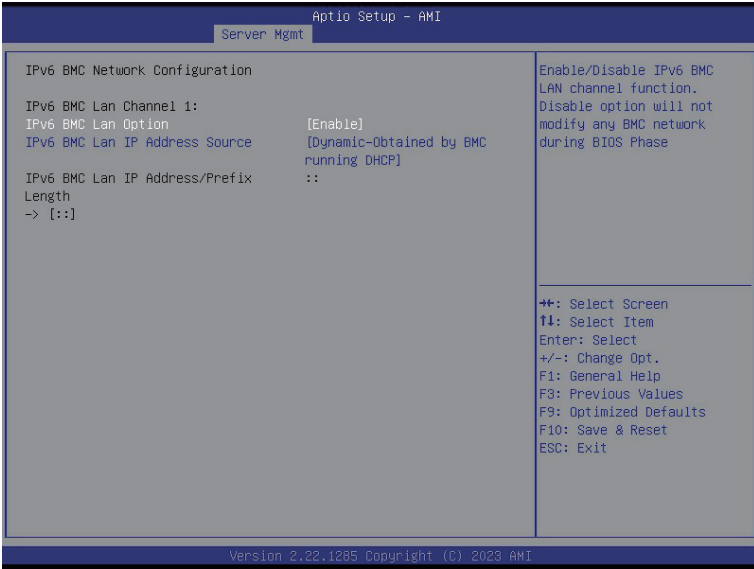 Aptio Setup – AMI
Server Mgmt
IPv6 BMC Network Configuration
IPv6 BMC Lan Channel 1:
IPv6 BMC Lan Option [Enable]
IPv6 BMC Lan IP Address Source [Dynamic-Obtained by BMC
running DHCP]
IPv6 BMC Lan IP Address/Prefix ::
Length
-> [::]
Enable/Disable IPv6 BMC
LAN channel function.
Disable option will not
modify any BMC network
during BIOS Phase
→←: Select Screen
↑↓: Select Item
Enter: Select
+/-: Change Opt.
F1: General Help
F3: Previous Values
F9: Optimized Defaults
F10: Save & Reset
ESC: Exit
Version 2.22.1285 Copyright (C) 2023 AMI